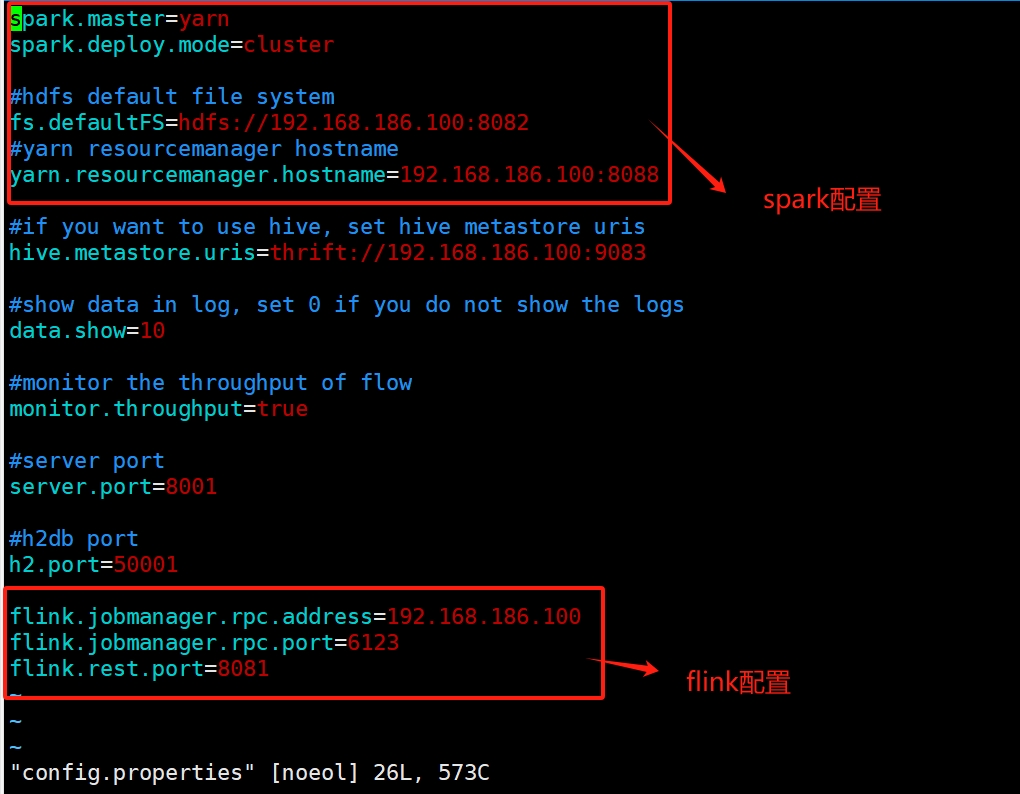 spark.master=yarn
spark.deploy.mode=cluster
#hdfs default file system
fs.defaultFS=hdfs://192.168.186.100:8082
#yarn resourcemanager hostname
yarn.resourcemanager.hostname=192.168.186.100:8088
spark配置
#if you want to use hive, set hive metastore uris
hive.metastore.uris=thrift://192.168.186.100:9083
#show data in log, set 0 if you do not show the logs
data.show=10
#monitor the throughput of flow
monitor.throughput=true
#server port
server.port=8001
#h2db port
h2.port=50001
flink.jobmanager.rpc.address=192.168.186.100
flink.jobmanager.rpc.port=6123
flink.rest.port=8081
flink配置
~
~
~
"config.properties" [noeol] 26L, 573C